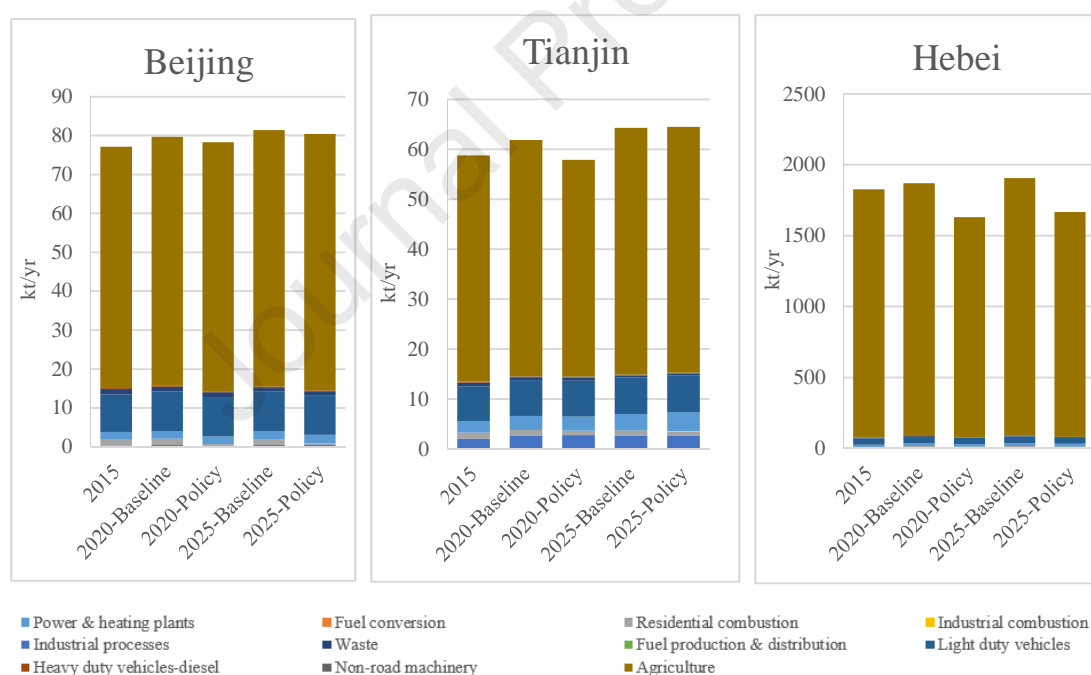 Journal Pre
Beijing
90
80
70
60
50
40
30
20
10
0
kt/yr
2015
2020-Baseline
2020-Policy
2025-Baseline
2025-Policy
Tianjin
70
60
50
40
30
20
10
0
kt/yr
2015
2020-Baseline
2020-Policy
2025-Baseline
2025-Policy
Hebei
2500
2000
1500
1000
500
0
kt/yr
2015
2020-Baseline
2020-Policy
2025-Baseline
2025-Policy
Power & heating plants Fuel conversion Residential combustion Industrial combustion
Industrial processes Waste Fuel production & distribution Light duty vehicles
Heavy duty vehicles-diesel Non-road machinery Agriculture